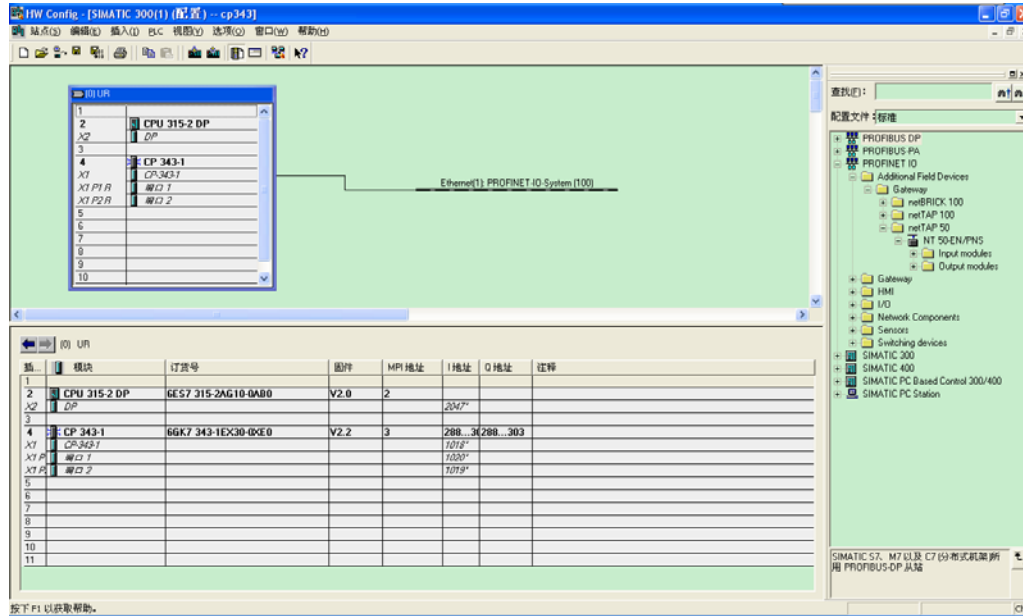 HW Config - [SIMATIC 300(1) (配置) -- cp343]
站点(S) 编辑(E) 插入(I) PLC 视图(V) 选项(O) 窗口(W) 帮助(H)
(0) UR
1
2 CPU 315-2 DP
X2 DP
3
4 CP 343-1
X1 CP-343-1
X1 P1 R 端口 1
X1 P2 R 端口 2
5
6
7
8
9
10
Ethernet(1): PROFINET-IO-System (100)
查找(F):
配置文件: 标准
PROFIBUS DP
PROFIBUS-PA
PROFINET IO
Additional Field Devices
Gateway
netBRICK 100
netTAP 100
netTAP 50
NT 50-EN/PNS
Input modules
Output modules
Gateway
HMI
I/O
Network Components
Sensors
Switching devices
SIMATIC 300
SIMATIC 400
SIMATIC PC Based Control 300/400
SIMATIC PC Station
(0) UR
插... 模块 订货号 固件 MPI 地址 I 地址 Q 地址 注释
1
2 CPU 315-2 DP 6ES7 315-2AG10-0AB0 V2.0 2
X2 DP 2047*
3
4 CP 343-1 6GK7 343-1EX30-0XE0 V2.2 3 288...30 288...303
X1 CP-343-1 1018*
X1 P 端口 1 1020*
X1 P 端口 2 1019*
5
6
7
8
9
10
11
SIMATIC S7、M7 以及 C7 (分布式机架)所
用 PROFIBUS-DP 从站
按下 F1 以获取帮助。